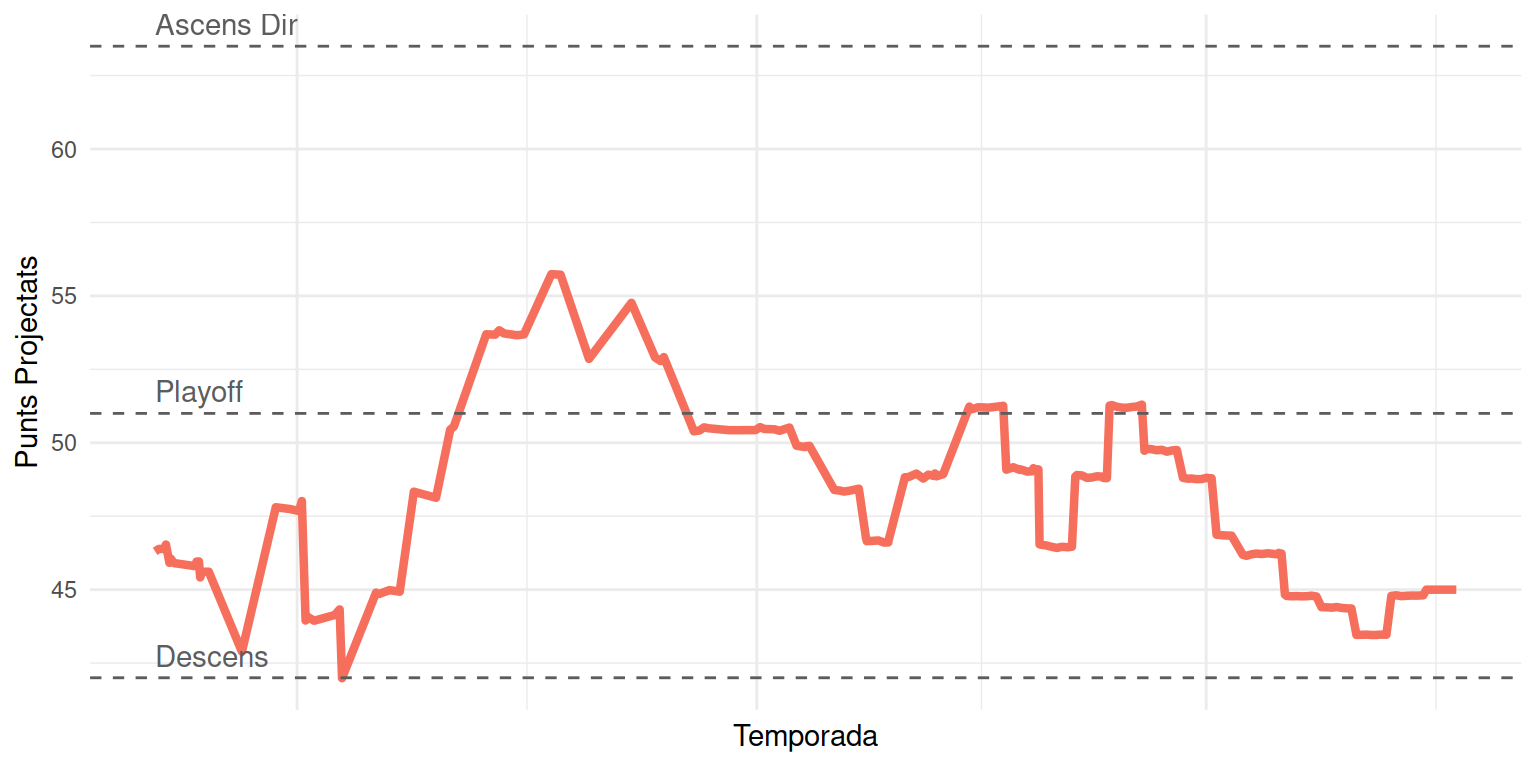 Ascens Dir
60
55
Playoff
50
45
Descens
Punts Projectats
Temporada